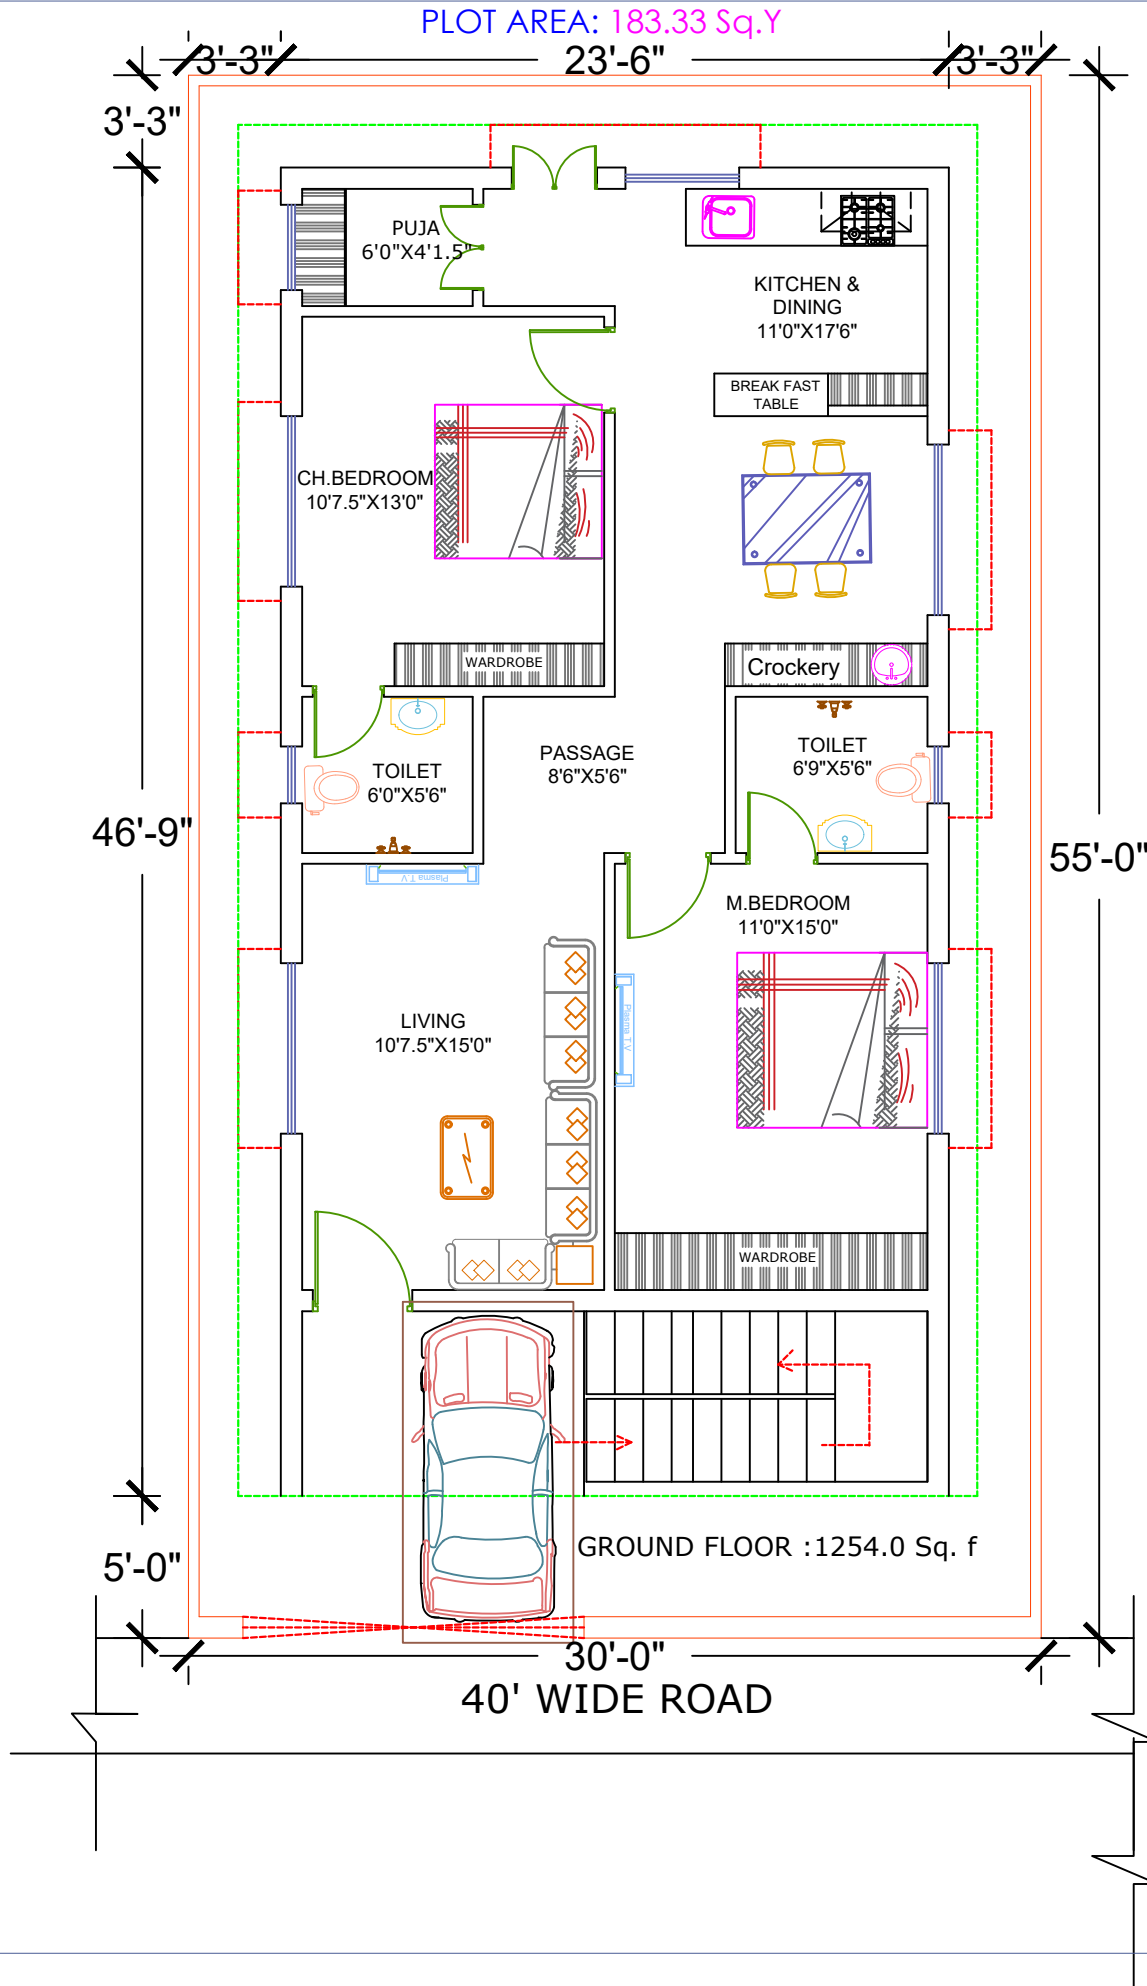 PLOT AREA: 183.33 Sq.Y
3'-3"
23'-6"
3'-3"
3'-3"
PUJA
6'0"X4'1.5"
KITCHEN &
DINING
11'0"X17'6"
BREAK FAST
TABLE
CH.BEDROOM
10'7.5"X13'0"
WARDROBE
Crockery
PASSAGE
8'6"X5'6"
TOILET
6'9"X5'6"
TOILET
6'0"X5'6"
46'-9"
55'-0"
Plasma T.V
M.BEDROOM
11'0"X15'0"
LIVING
10'7.5"X15'0"
Plasma T.V
WARDROBE
GROUND FLOOR :1254.0 Sq. f
5'-0"
30'-0"
40' WIDE ROAD